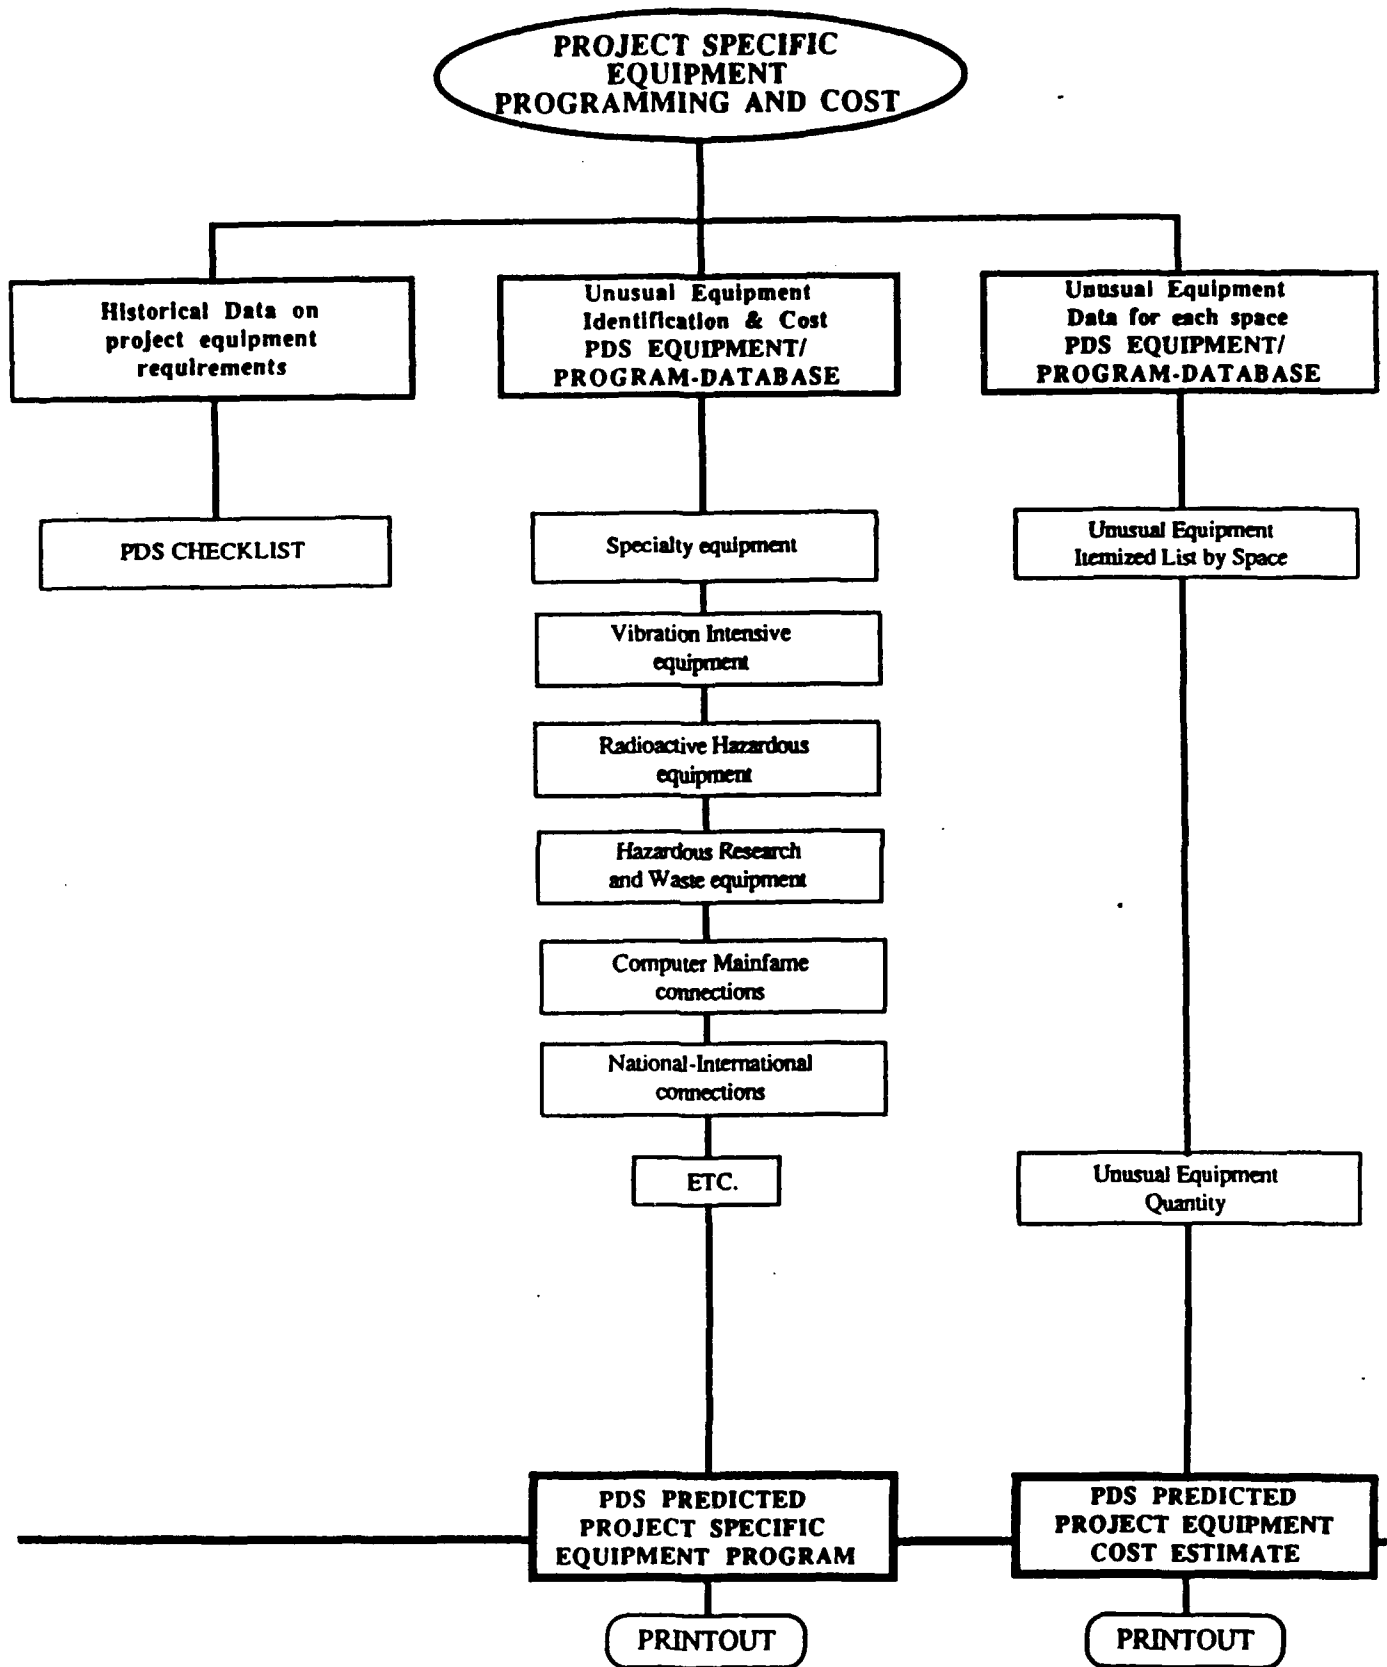 PROJECT SPECIFIC
EQUIPMENT
PROGRAMMING AND COST
Historical Data on
project equipment
requirements
PDS CHECKLIST
Unusual Equipment
Identification & Cost
PDS EQUIPMENT/
PROGRAM-DATABASE
Specialty equipment
Vibration Intensive
equipment
Radioactive Hazardous
equipment
Hazardous Research
and Waste equipment
Computer Mainfame
connections
National-International
connections
ETC.
PDS PREDICTED
PROJECT SPECIFIC
EQUIPMENT PROGRAM
PRINTOUT
Unusual Equipment
Data for each space
PDS EQUIPMENT/
PROGRAM-DATABASE
Unusual Equipment
Itemized List by Space
Unusual Equipment
Quantity
PDS PREDICTED
PROJECT EQUIPMENT
COST ESTIMATE
PRINTOUT